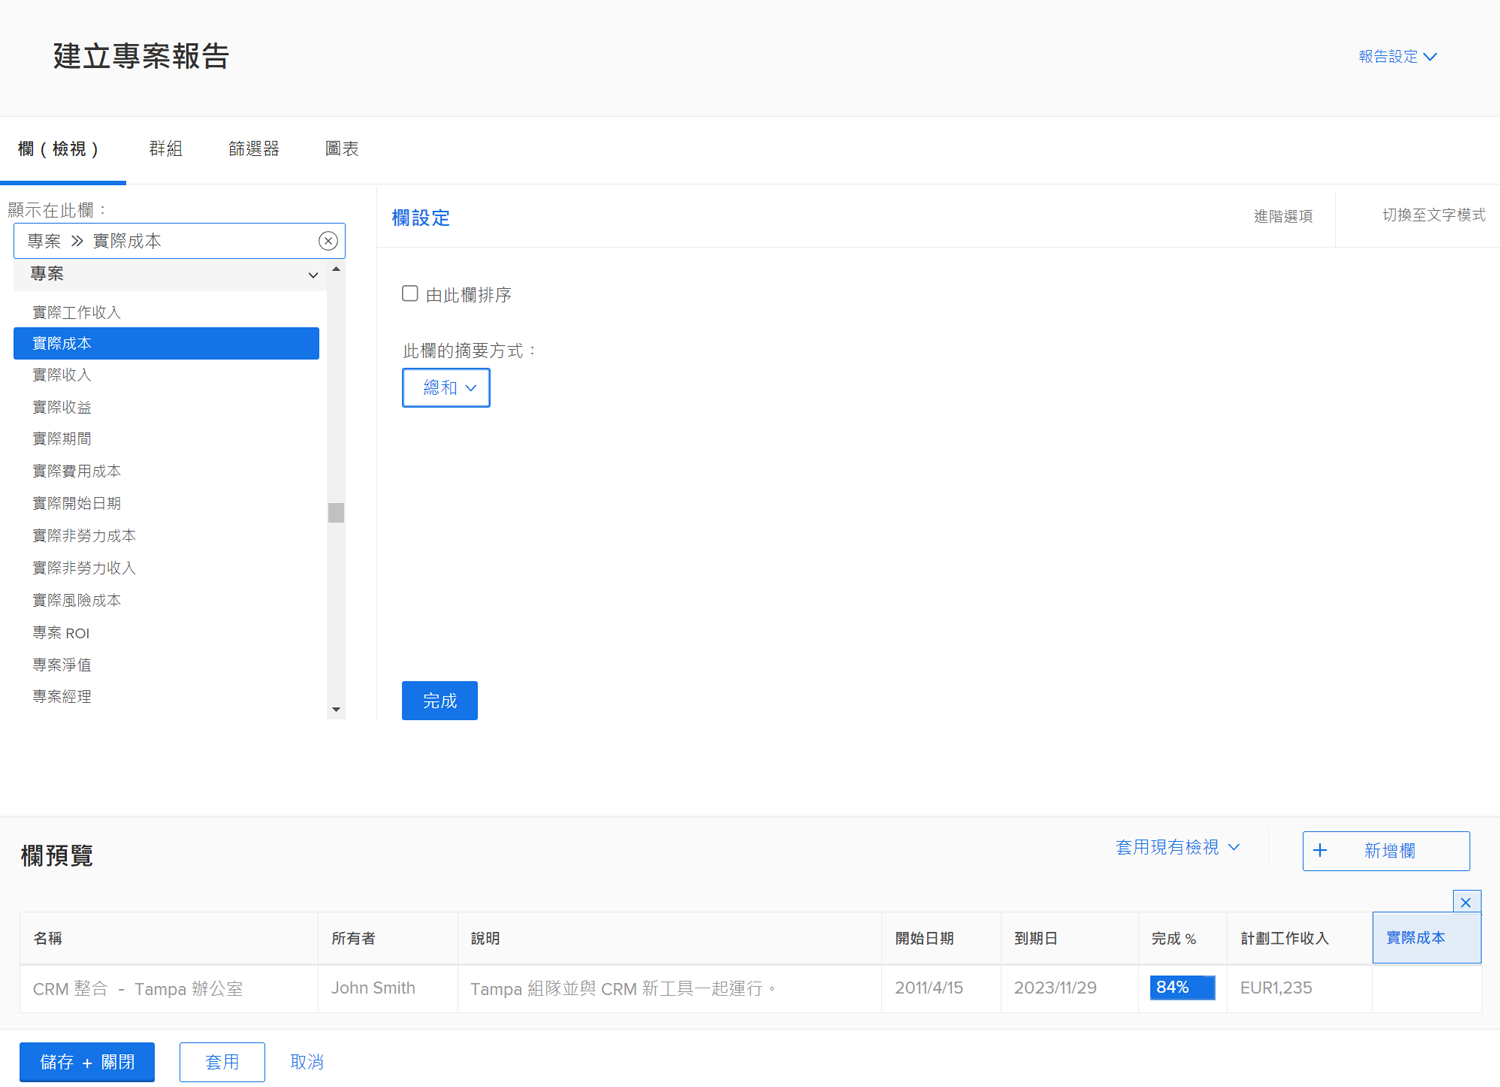 建立專案報告
報告設定
欄 ( 檢視 )
群組
篩選器
圖表
顯示在此欄：
專案 » 實際成本
專案
實際工作收入
實際成本
實際收入
實際收益
實際期間
實際費用成本
實際開始日期
實際非勞力成本
實際非勞力收入
實際風險成本
專案 ROI
專案淨值
專案經理
欄設定
進階選項
切換至文字模式
由此欄排序
此欄的摘要方式：
總和
完成
欄預覽
套用現有檢視
+ 新增欄
名稱 所有者 說明 開始日期 到期日 完成 % 計劃工作收入 實際成本
CRM 整合 - Tampa 辦公室 John Smith Tampa 組隊並與 CRM 新工具一起運行。 2011/4/15 2023/11/29 84% EUR1,235
儲存 + 關閉
套用
取消